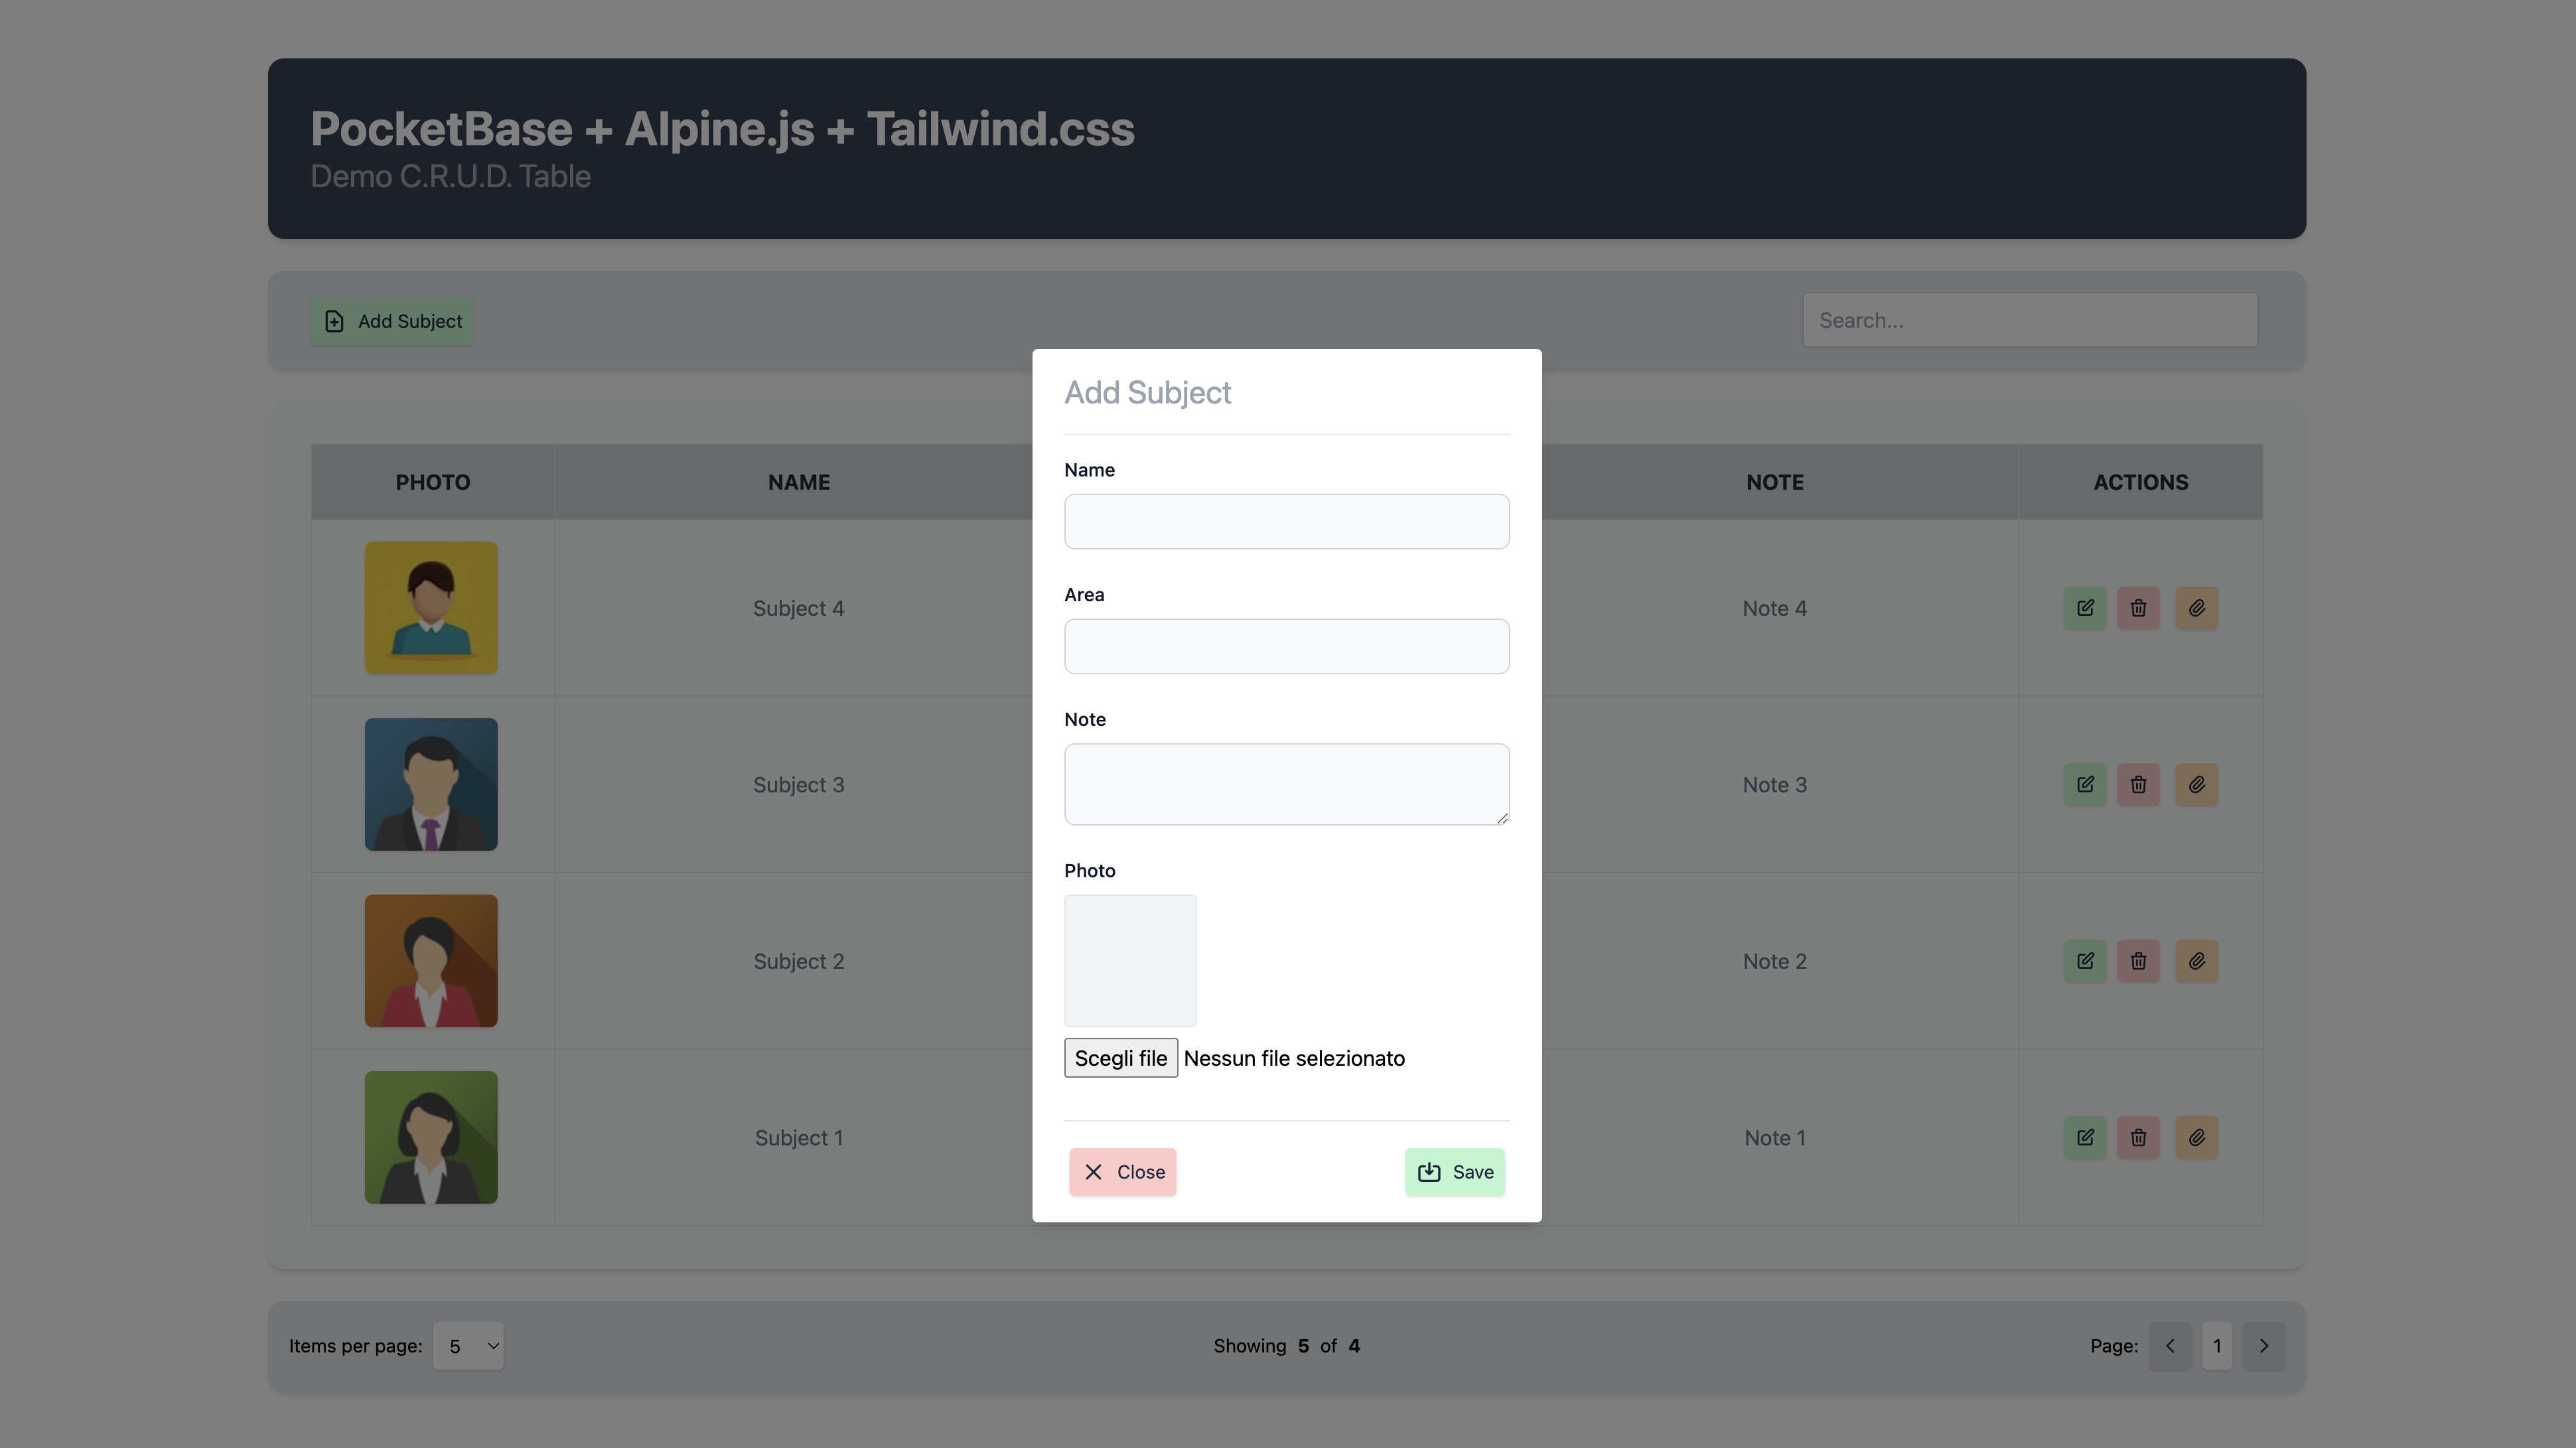 PocketBase + Alpine.js + Tailwind.css
Demo C.R.U.D. Table
Add Subject
Search...
PHOTO NAME NOTE ACTIONS
Subject 4 Note 4
Subject 3 Note 3
Subject 2 Note 2
Subject 1 Note 1
Add Subject
Name
Area
Note
Photo
Scegli file Nessun file selezionato
Close Save
Items per page: 5 Showing 5 of 4 Page: 1